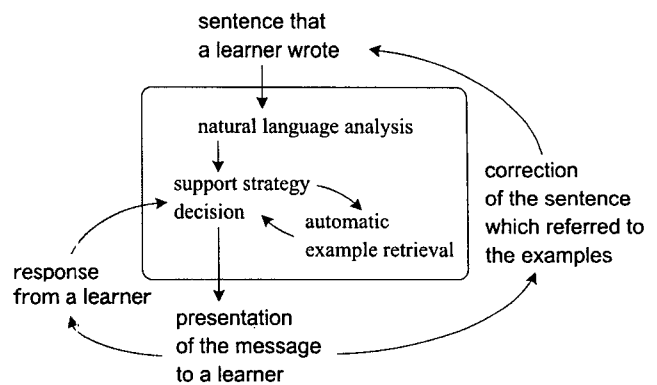 sentence that
a learner wrote
natural language analysis
support strategy
decision
automatic
example retrieval
correction
of the sentence
which referred to
the examples
response
from a learner
presentation
of the message
to a learner